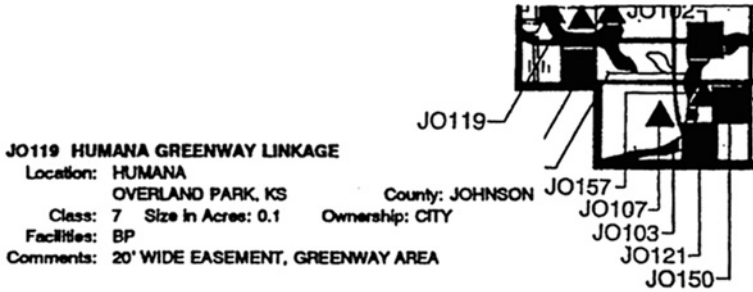 JO102
JO119
JO119 HUMANA GREENWAY LINKAGE
Location: HUMANA
OVERLAND PARK, KS County: JOHNSON
Class: 7 Size in Acres: 0.1 Ownership: CITY
Facilities: BP
Comments: 20' WIDE EASEMENT, GREENWAY AREA
JO157
JO107
JO103
JO121
JO150